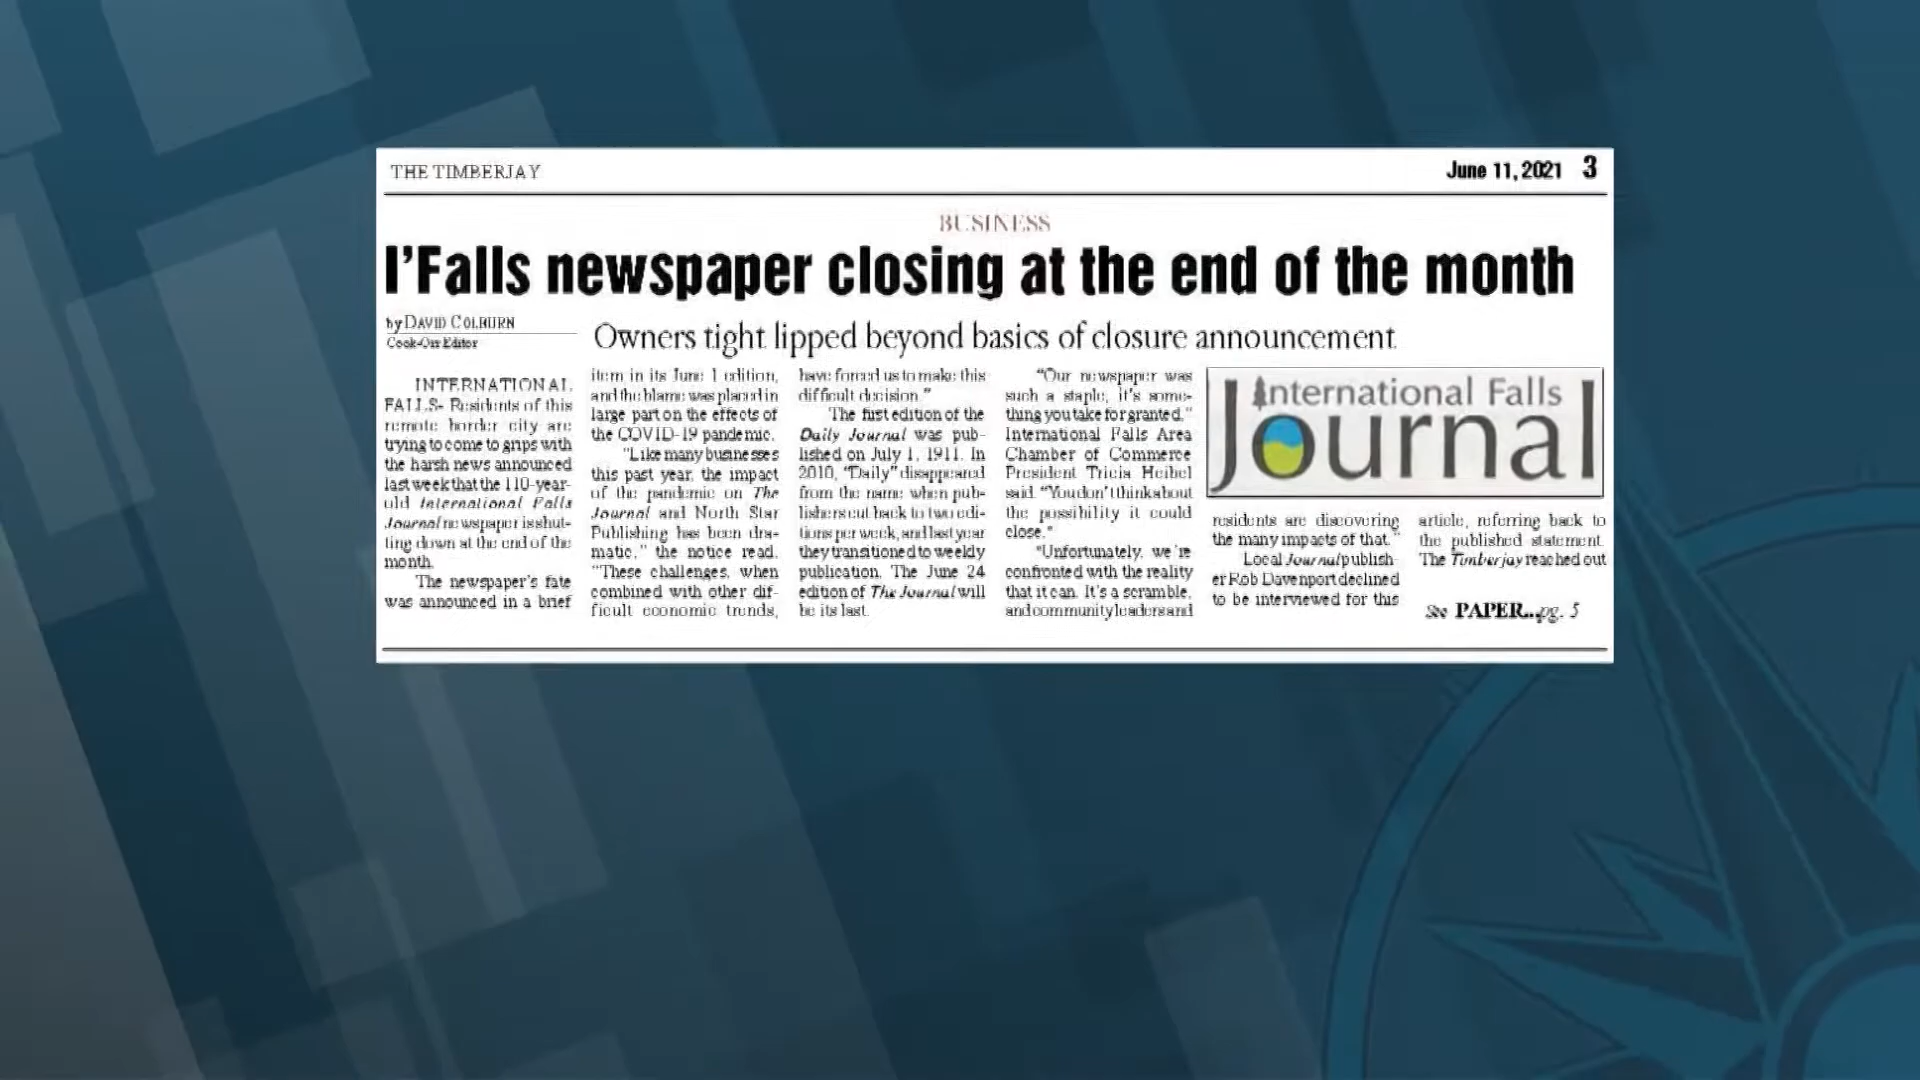 THE TIMBERJAY
June 11, 2021 3
BUSINESS
I'Falls newspaper closing at the end of the month
by DAVID COLBURN
Cook-Orr Editor
Owners tight lipped beyond basics of closure announcement
INTERNATIONAL
FALLS- Residents of this
remote border city are
trying to come to grips with
the harsh news announced
last week that the 110-year-
old International Falls
Journal newspaper is shut-
ting down at the end of the
month.
The newspaper's fate
was announced in a brief
item in its June 1 edition,
and the blame was placed in
large part on the effects of
the COVID-19 pandemic.
"Like many businesses
this past year, the impact
of the pandemic on The
Journal and North Star
Publishing has been dra-
matic," the notice read.
"These challenges, when
combined with other dif-
ficult economic trends,
have forced us to make this
difficult decision."
The first edition of the
Daily Journal was pub-
lished on July 1, 1911. In
2010, "Daily" disappeared
from the name when pub-
lishers cut back to two edi-
tions per week, and last year
they transitioned to weekly
publication. The June 24
edition of The Journal will
be its last.
"Our newspaper was
such a staple, it's some-
thing you take for granted,"
International Falls Area
Chamber of Commerce
President Tricia Heibel
said. "You don't think about
the possibility it could
close."
"Unfortunately, we're
confronted with the reality
that it can. It's a scramble,
and community leaders and
International Falls
Journal
residents are discovering
the many impacts of that."
Local Journal publish-
er Rob Davenport declined
to be interviewed for this
article, referring back to
the published statement.
The Timberjay reached out
See PAPER...pg. 5